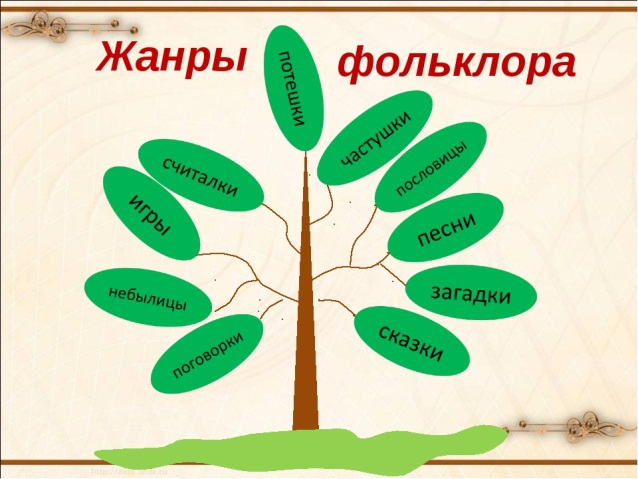 Жанры фольклора
потешки
частушки
пословицы
песни
загадки
сказки
считалки
игры
небылицы
поговорки